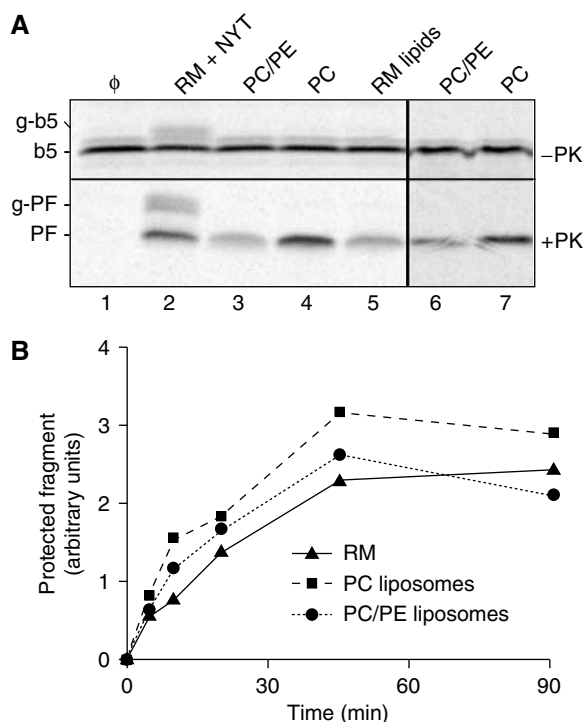 A
ϕ RM + NYT PC/PE PC RM lipids PC/PE PC
g-b5
b5
–PK
g-PF
PF
+PK
1 2 3 4 5 6 7
B
Protected fragment
(arbitrary units)
4
3
2
1
0
RM
PC liposomes
PC/PE liposomes
0 30 60 90
Time (min)